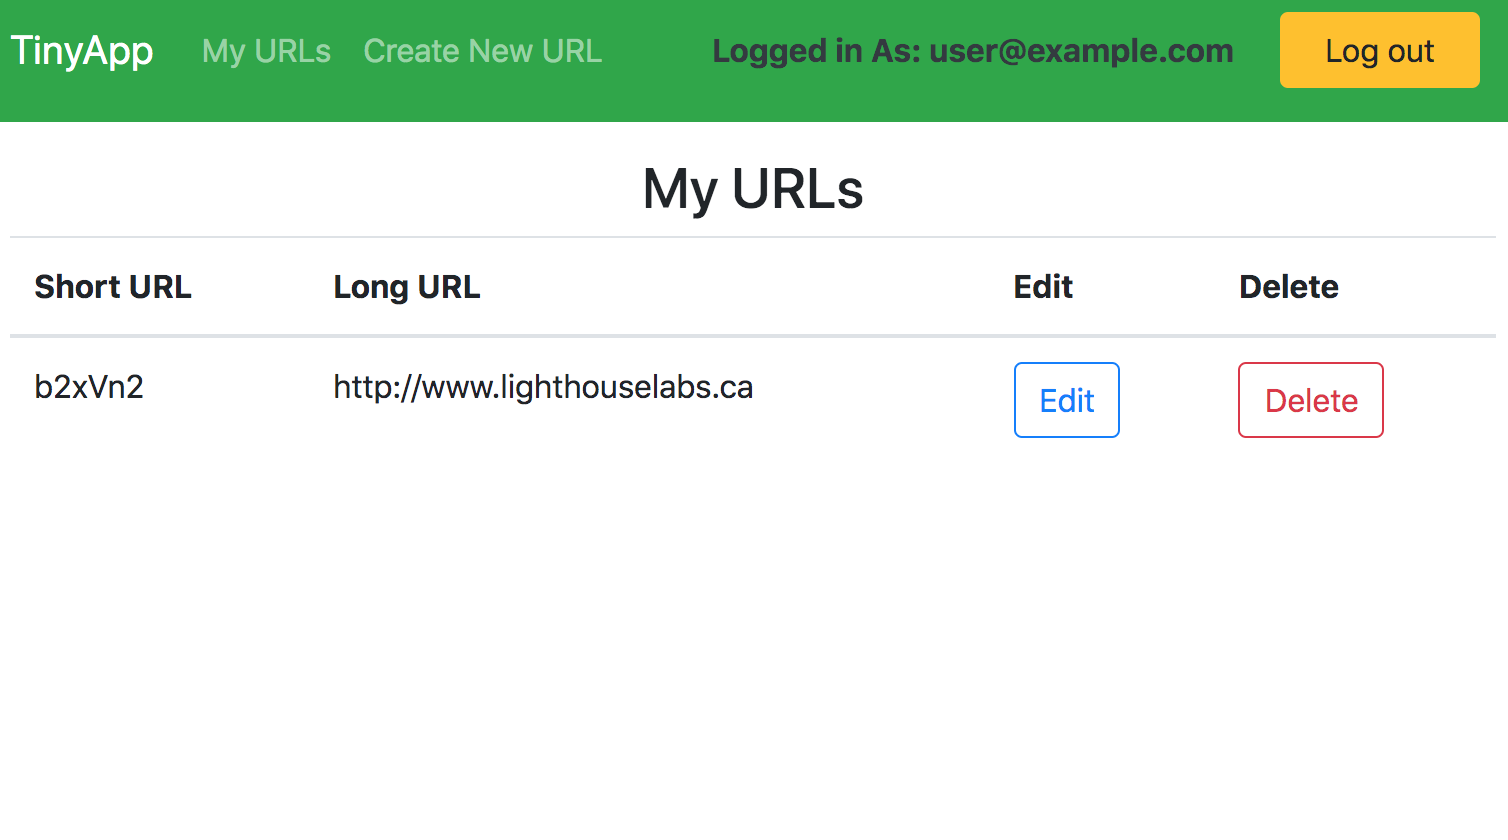 TinyApp My URLs Create New URL Logged in As: user@example.com Log out
My URLs
Short URL Long URL Edit Delete
b2xVn2 http://www.lighthouselabs.ca Edit Delete